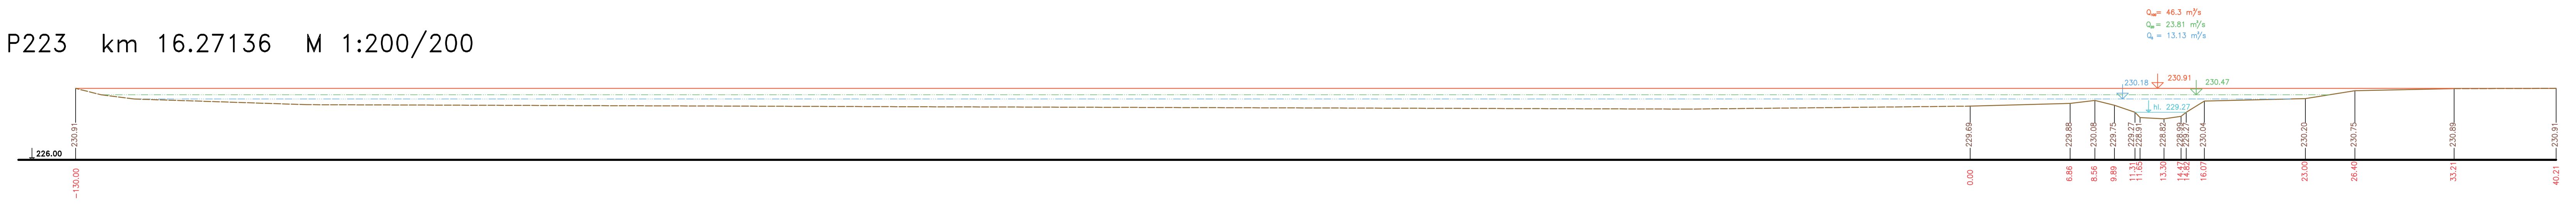 Q₁₀₀= 46.3 m³/s
Q₂₀= 23.81 m³/s
Q₅ = 13.13 m³/s
P223 km 16.27136 M 1:200/200
230.18 230.91 230.47
hl. 229.27
226.00
230.91 229.69 229.88 230.08 229.75 229.27 228.91 228.82 228.99 229.27 230.04 230.20 230.75 230.89 230.91
-130.00 0.00 6.86 8.56 9.89 11.31 11.65 13.30 14.47 14.82 16.07 23.00 26.40 33.21 40.21